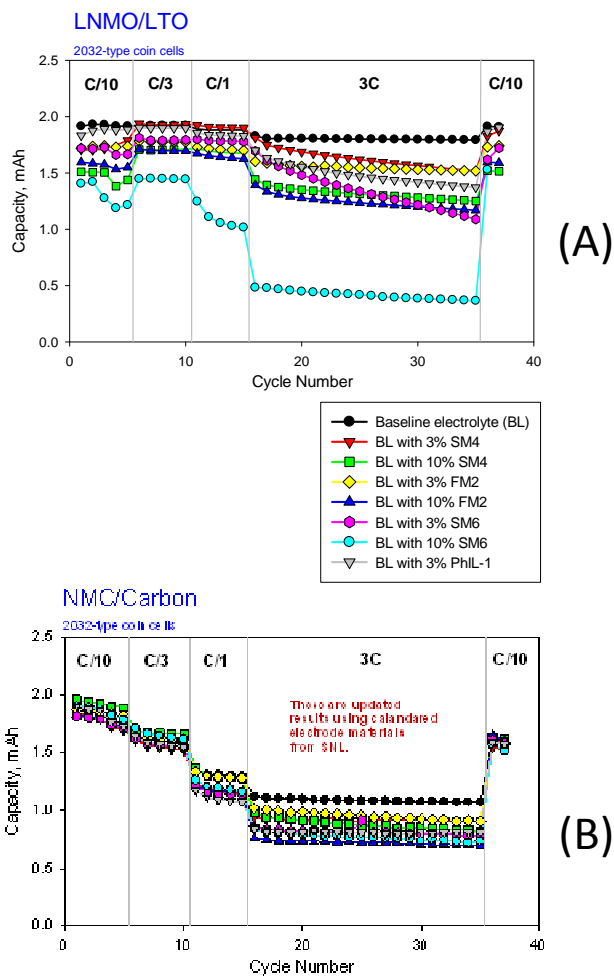 LNMO/LTO
2032-type coin cells
2.5
2.0
1.5
1.0
0.5
0.0
Capacity, mAh
C/10
C/3
C/1
3C
C/10
0
10
20
30
40
Cycle Number
(A)
Baseline electrolyte (BL)
BL with 3% SM4
BL with 10% SM4
BL with 3% FM2
BL with 10% FM2
BL with 3% SM6
BL with 10% SM6
BL with 3% PhIL-1
NMC/Carbon
2032-type coin cells
2.5
2.0
1.5
1.0
0.5
0.0
Capacity, mAh
C/10
C/3
C/1
3C
C/10
These are updated
results using calandared
electrode materials
from SNL.
0
10
20
30
40
Cycle Number
(B)